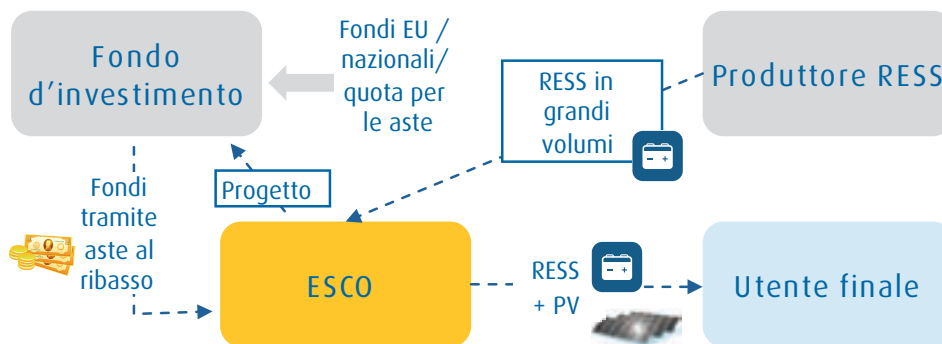 Fondo
d'investimento
Fondi EU /
nazionali/
quota per
le aste
RESS in
grandi
volumi
Produttore RESS
Progetto
Fondi
tramite
aste al
ribasso
ESCO
RESS
+ PV
Utente finale